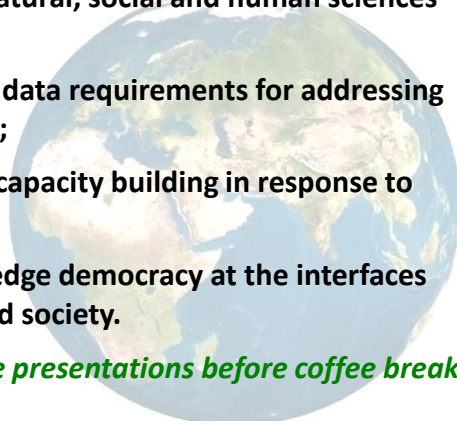 natural, social and human sciences
data requirements for addressing
;
capacity building in response to
edge democracy at the interfaces
d society.
e presentations before coffee break